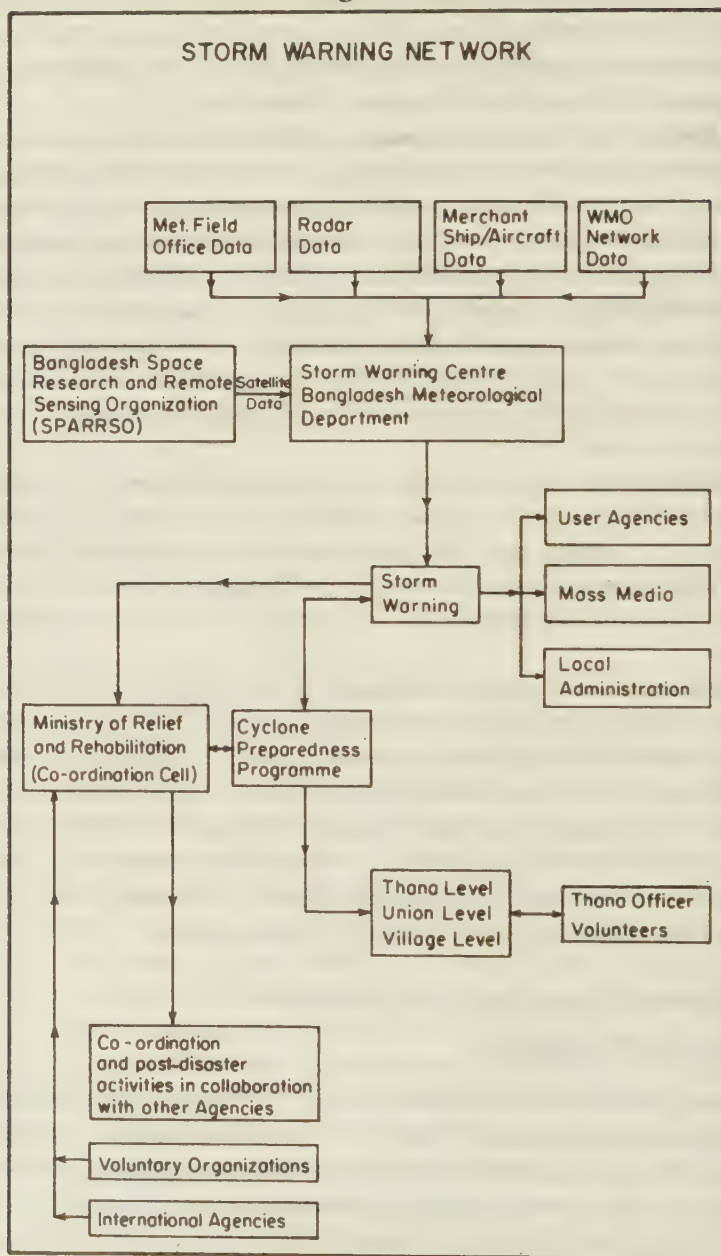 STORM WARNING NETWORK
Met. Field
Office Data
Radar
Data
Merchant
Ship/Aircraft
Data
WMO
Network
Data
Bangladesh Space
Research and Remote
Sensing Organization
(SPARRSO)
Satellite
Data
Storm Warning Centre
Bangladesh Meteorological
Department
User Agencies
Storm
Warning
Mass Media
Local
Administration
Ministry of Relief
and Rehabilitation
(Co-ordination Cell)
Cyclone
Preparedness
Programme
Thana Level
Union Level
Village Level
Thana Officer
Volunteers
Co-ordination
and post-disaster
activities in collaboration
with other Agencies
Voluntary Organizations
International Agencies